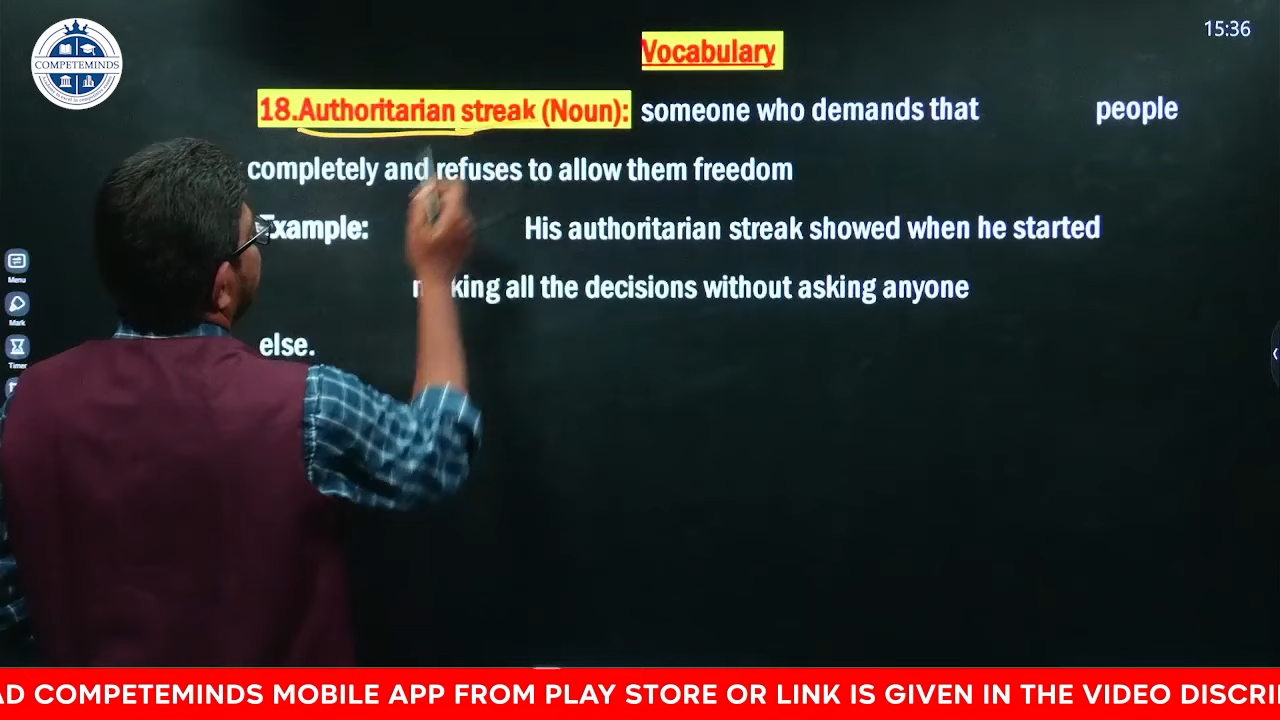 COMPETEMINDS
15:36
Vocabulary
18.Authoritarian streak (Noun): someone who demands that people
completely and refuses to allow them freedom
Example: His authoritarian streak showed when he started
making all the decisions without asking anyone
else.
Menu
Mark
Timer
AD COMPETEMINDS MOBILE APP FROM PLAY STORE OR LINK IS GIVEN IN THE VIDEO DISCRI